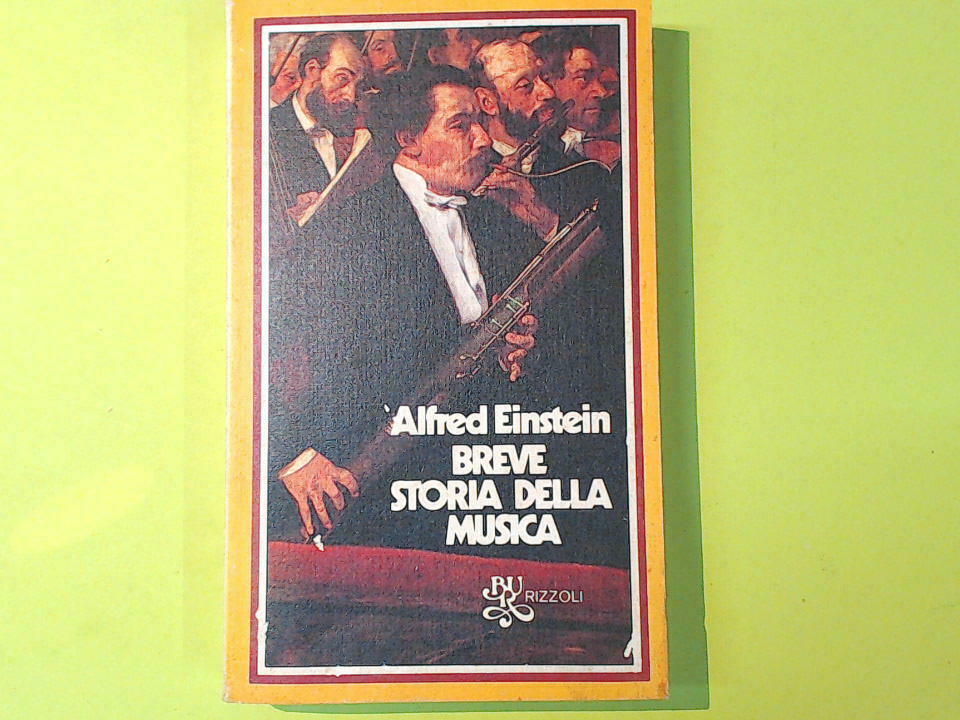 Alfred Einstein
BREVE
STORIA DELLA
MUSICA
BUR RIZZOLI